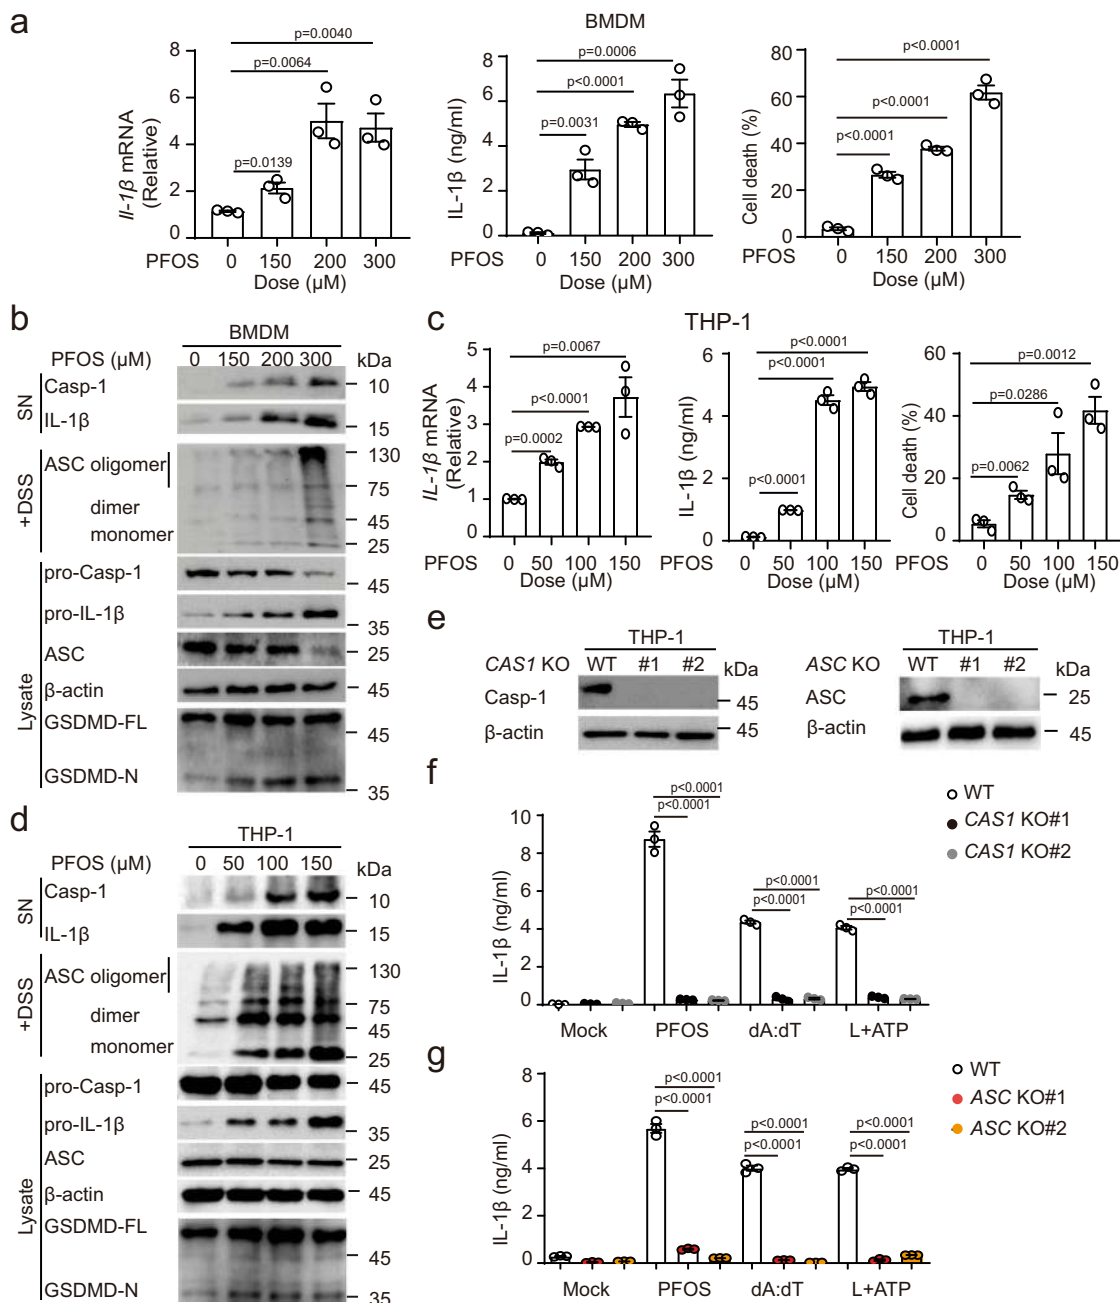 a
BMDM
Il-1β mRNA
(Relative)
8
6
4
2
0
p=0.0040
p=0.0064
p=0.0139
PFOS 0 150 200 300
Dose (µM)
IL-1β (ng/ml)
8
6
4
2
0
p=0.0006
p<0.0001
p=0.0031
PFOS 0 150 200 300
Dose (µM)
Cell death (%)
80
60
40
20
0
p<0.0001
p<0.0001
p<0.0001
PFOS 0 150 200 300
Dose (µM)
b
BMDM
PFOS (µM) 0 150 200 300 kDa
SN
Casp-1 10
IL-1β 15
+DSS
ASC oligomer 130
75
dimer
45
monomer
25
Lysate
pro-Casp-1 45
pro-IL-1β 35
ASC 25
β-actin 45
GSDMD-FL
45
GSDMD-N
35
c
THP-1
IL-1β mRNA
(Relative)
5
4
3
2
1
0
p=0.0067
p<0.0001
p=0.0002
PFOS 0 50 100 150
Dose (µM)
IL-1β (ng/ml)
6
4
2
0
p<0.0001
p<0.0001
p<0.0001
PFOS 0 50 100 150
Dose (µM)
Cell death (%)
60
40
20
0
p=0.0012
p=0.0286
p=0.0062
PFOS 0 50 100 150
Dose (µM)
d
THP-1
PFOS (µM) 0 50 100 150 kDa
SN
Casp-1 10
IL-1β 15
+DSS
ASC oligomer 130
75
dimer
45
monomer
25
Lysate
pro-Casp-1 45
pro-IL-1β 35
ASC 25
β-actin 45
GSDMD-FL
45
GSDMD-N 35
e
THP-1
CAS1 KO WT #1 #2 kDa
Casp-1 45
β-actin 45
THP-1
ASC KO WT #1 #2 kDa
ASC 25
β-actin 45
f
IL-1β (ng/ml)
10
8
6
4
2
0
p<0.0001
p<0.0001
p<0.0001
p<0.0001
p<0.0001
p<0.0001
Mock PFOS dA:dT L+ATP
WT
CAS1 KO#1
CAS1 KO#2
g
IL-1β (ng/ml)
8
6
4
2
0
p<0.0001
p<0.0001
p<0.0001
p<0.0001
p<0.0001
p<0.0001
Mock PFOS dA:dT L+ATP
WT
ASC KO#1
ASC KO#2